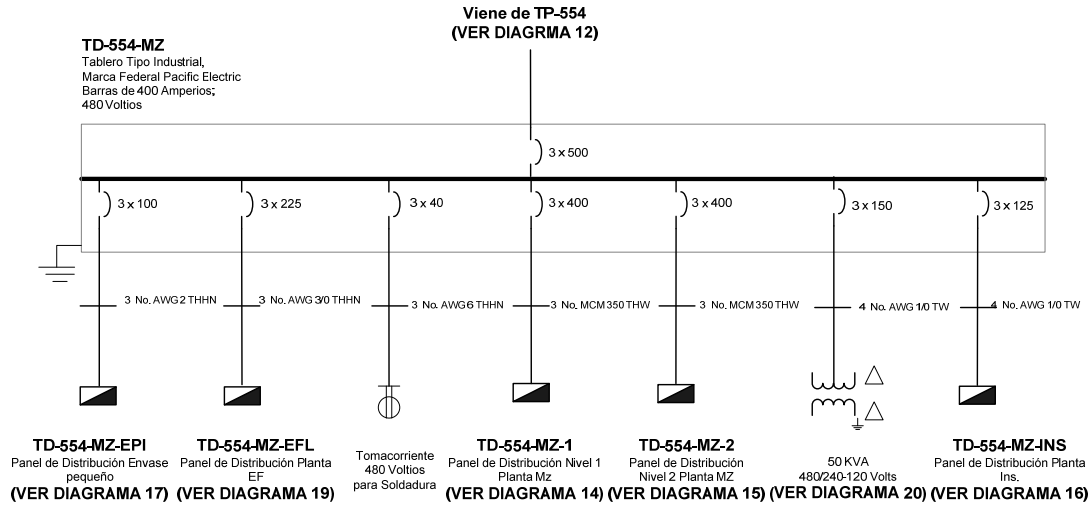 Viene de TP-554
(VER DIAGRMA 12)
TD-554-MZ
Tablero Tipo Industrial,
Marca Federal Pacific Electric
Barras de 400 Amperios;
480 Voltios
3 x 500
3 x 100
3 x 225
3 x 40
3 x 400
3 x 400
3 x 150
3 x 125
3 No. AWG 2 THHN
3 No. AWG 3/0 THHN
3 No. AWG 6 THHN
3 No. MCM 350 THW
3 No. MCM 350 THW
4 No. AWG 1/0 TW
4 No. AWG 1/0 TW
TD-554-MZ-EPI
Panel de Distribución Envase
pequeño
(VER DIAGRAMA 17)
TD-554-MZ-EFL
Panel de Distribución Planta
EF
(VER DIAGRAMA 19)
Tomacorriente
480 Voltios
para Soldadura
TD-554-MZ-1
Panel de Distribución Nivel 1
Planta Mz
(VER DIAGRAMA 14)
TD-554-MZ-2
Panel de Distribución
Nivel 2 Planta MZ
(VER DIAGRAMA 15)
50 KVA
480/240-120 Volts
(VER DIAGRAMA 20)
TD-554-MZ-INS
Panel de Distribución Planta
Ins.
(VER DIAGRAMA 16)